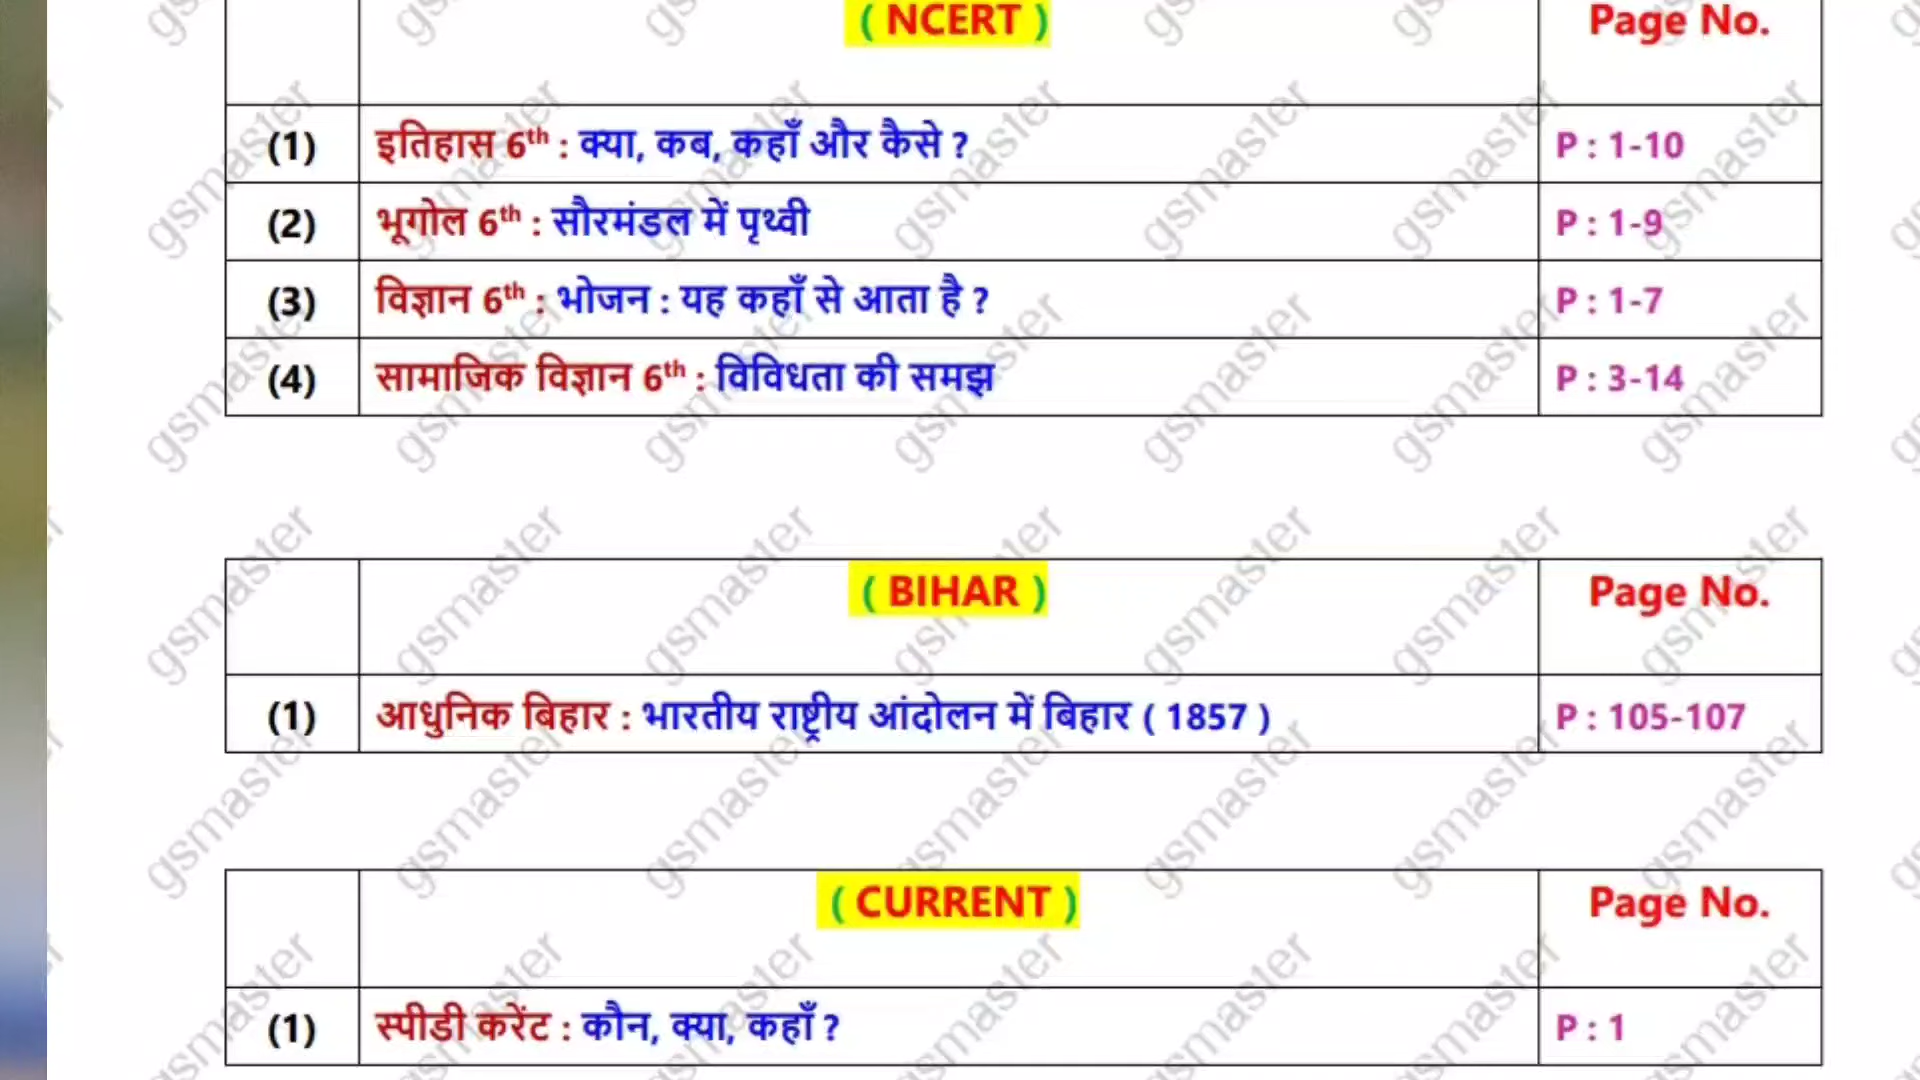 ( NCERT ) Page No.
(1) इतिहास 6th : क्या, कब, कहाँ और कैसे ? P : 1-10
(2) भूगोल 6th : सौरमंडल में पृथ्वी P : 1-9
(3) विज्ञान 6th : भोजन : यह कहाँ से आता है ? P : 1-7
(4) सामाजिक विज्ञान 6th : विविधता की समझ P : 3-14
( BIHAR ) Page No.
(1) आधुनिक बिहार : भारतीय राष्ट्रीय आंदोलन में बिहार ( 1857 ) P : 105-107
( CURRENT ) Page No.
(1) स्पीडी करेंट : कौन, क्या, कहाँ ? P : 1
gsmaster